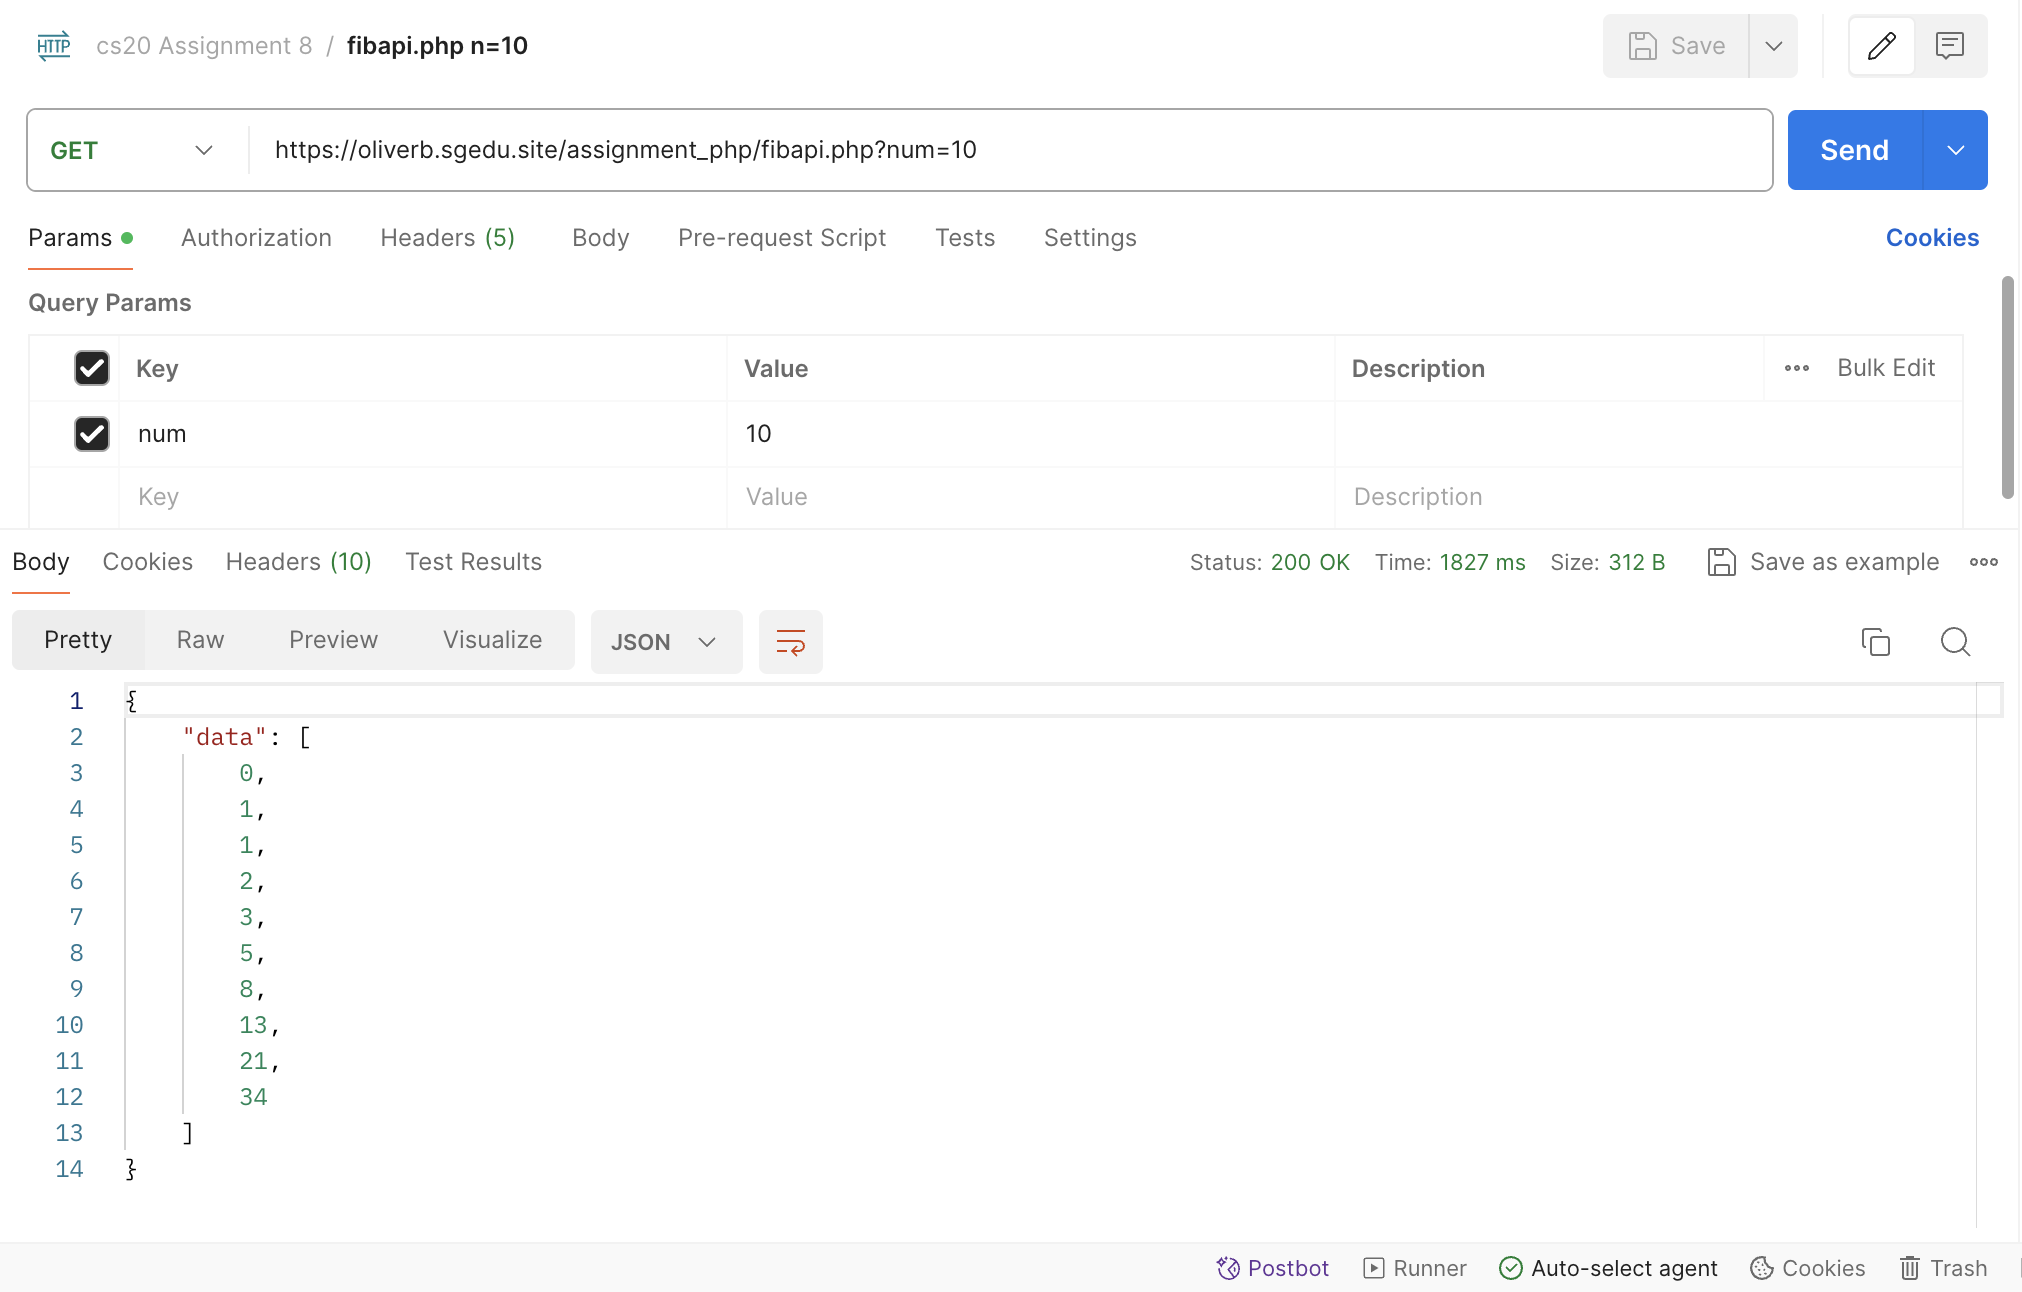 HTTP cs20 Assignment 8 / fibapi.php n=10 Save
GET https://oliverb.sgedu.site/assignment_php/fibapi.php?num=10 Send
Params Authorization Headers (5) Body Pre-request Script Tests Settings Cookies
Query Params
Key Value Description Bulk Edit
num 10
Key Value Description
Body Cookies Headers (10) Test Results Status: 200 OK Time: 1827 ms Size: 312 B Save as example
Pretty Raw Preview Visualize JSON
1 {
2 "data": [
3 0,
4 1,
5 1,
6 2,
7 3,
8 5,
9 8,
10 13,
11 21,
12 34
13 ]
14 }
Postbot Runner Auto-select agent Cookies Trash